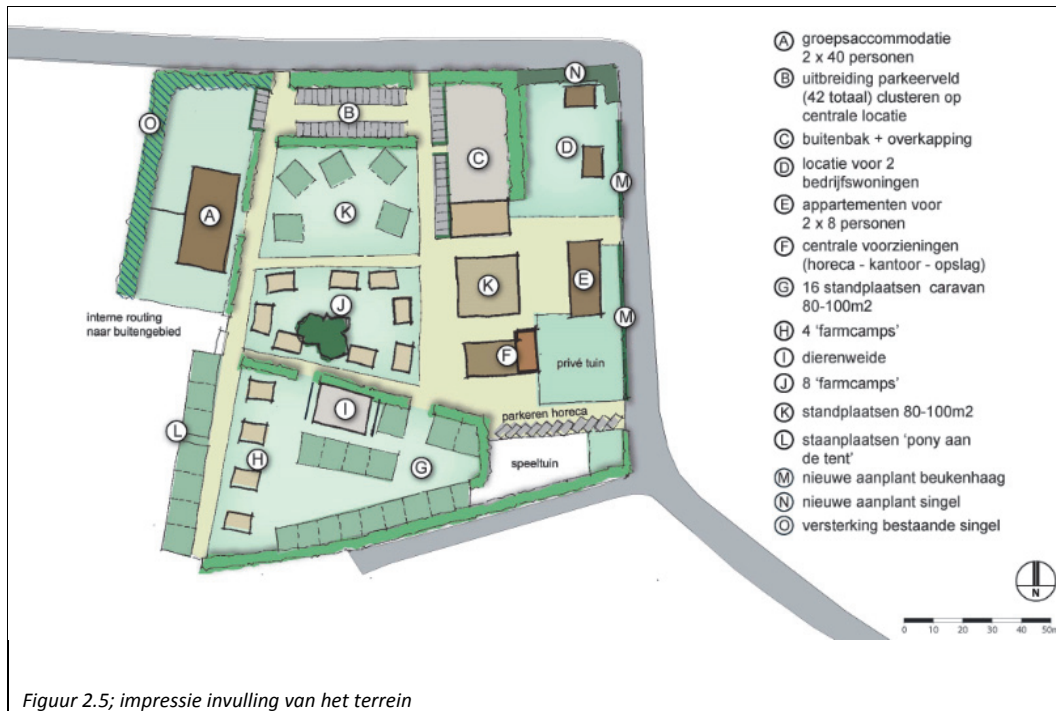 N
B
O
C
D
M
A
K
K
E
J
M
interne routing
naar buitengebied
F
privé tuin
I
parkeren horeca
L
H
G
speeltuin
A groepsaccommodatie
2 x 40 personen
B uitbreiding parkeerveld
(42 totaal) clusteren op
centrale locatie
C buitenbak + overkapping
D locatie voor 2
bedrijfswoningen
E appartementen voor
2 x 8 personen
F centrale voorzieningen
(horeca - kantoor - opslag)
G 16 standplaatsen caravan
80-100m2
H 4 ‘farmcamps’
I dierenweide
J 8 ‘farmcamps’
K standplaatsen 80-100m2
L staanplaatsen ‘pony aan
de tent’
M nieuwe aanplant beukenhaag
N nieuwe aanplant singel
O versterking bestaande singel
N
0 10 20 30 40 50m
Figuur 2.5; impressie invulling van het terrein